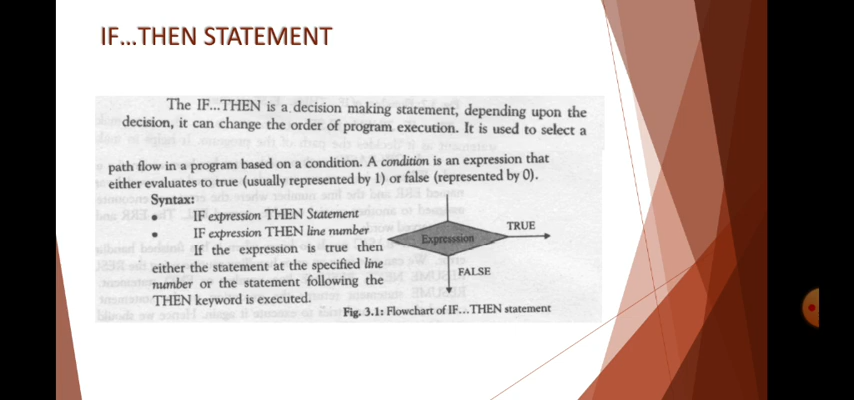 IF...THEN STATEMENT
The IF...THEN is a decision making statement, depending upon the
decision, it can change the order of program execution. It is used to select a
path flow in a program based on a condition. A condition is an expression that
either evaluates to true (usually represented by 1) or false (represented by 0).
Syntax:
• IF expression THEN Statement
• IF expression THEN line number
If the expression is true then
either the statement at the specified line
number or the statement following the
THEN keyword is executed.
Expresssion
TRUE
FALSE
Fig. 3.1: Flowchart of IF...THEN statement